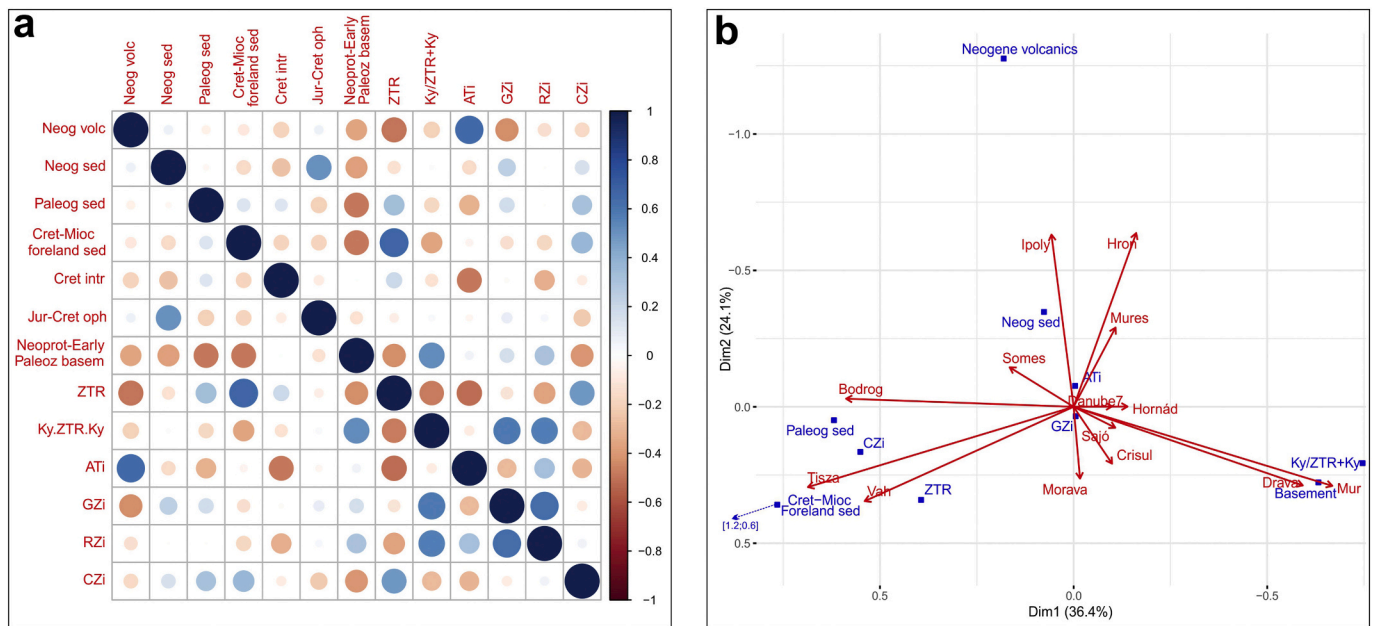 a
Neog volc
Neog sed
Paleog sed
Cret-Mioc
foreland sed
Cret intr
Jur-Cret oph
Neoprot-Early
Paleoz basem
ZTR
Ky/ZTR+Ky
ATi
GZi
RZi
CZi
Neog volc
Neog sed
Paleog sed
Cret-Mioc
foreland sed
Cret intr
Jur-Cret oph
Neoprot-Early
Paleoz basem
ZTR
Ky.ZTR.Ky
ATi
GZi
RZi
CZi
1
0.8
0.6
0.4
0.2
0
−0.2
−0.4
−0.6
−0.8
−1
b
Neogene volcanics
−1.0
−0.5
0.0
0.5
Dim2 (24.1%)
Ipoly
Hron
Neog sed
Mures
Somes
ATi
Bodrog
Danube7
Hornád
Paleog sed
GZi
Sajó
CZi
Crisul
Ky/ZTR+Ky
Tisza
Vah
ZTR
Morava
Drava
Basement
Mur
Cret−Mioc
Foreland sed
[1.2;0.6]
0.5
0.0
−0.5
Dim1 (36.4%)